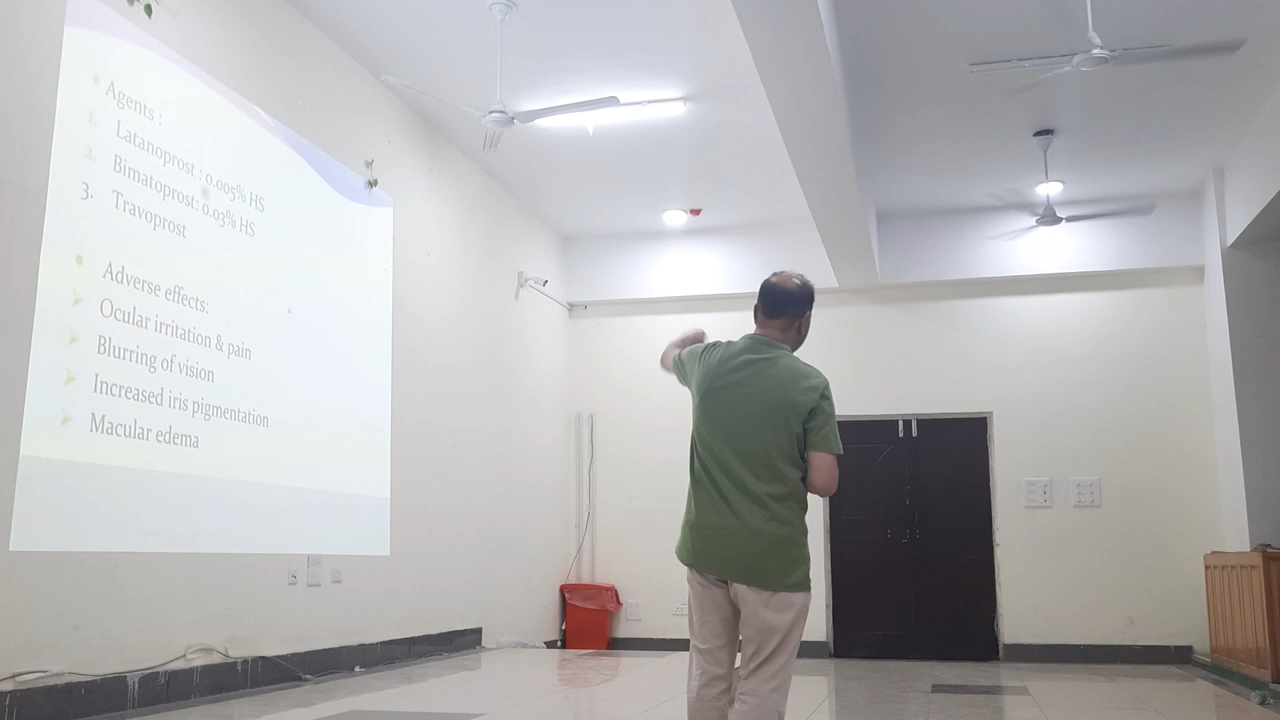 Agents :
1. Latanoprost : 0.005% HS
2. Bimatoprost: 0.03% HS
3. Travoprost
Adverse effects:
Ocular irritation & pain
Blurring of vision
Increased iris pigmentation
Macular edema